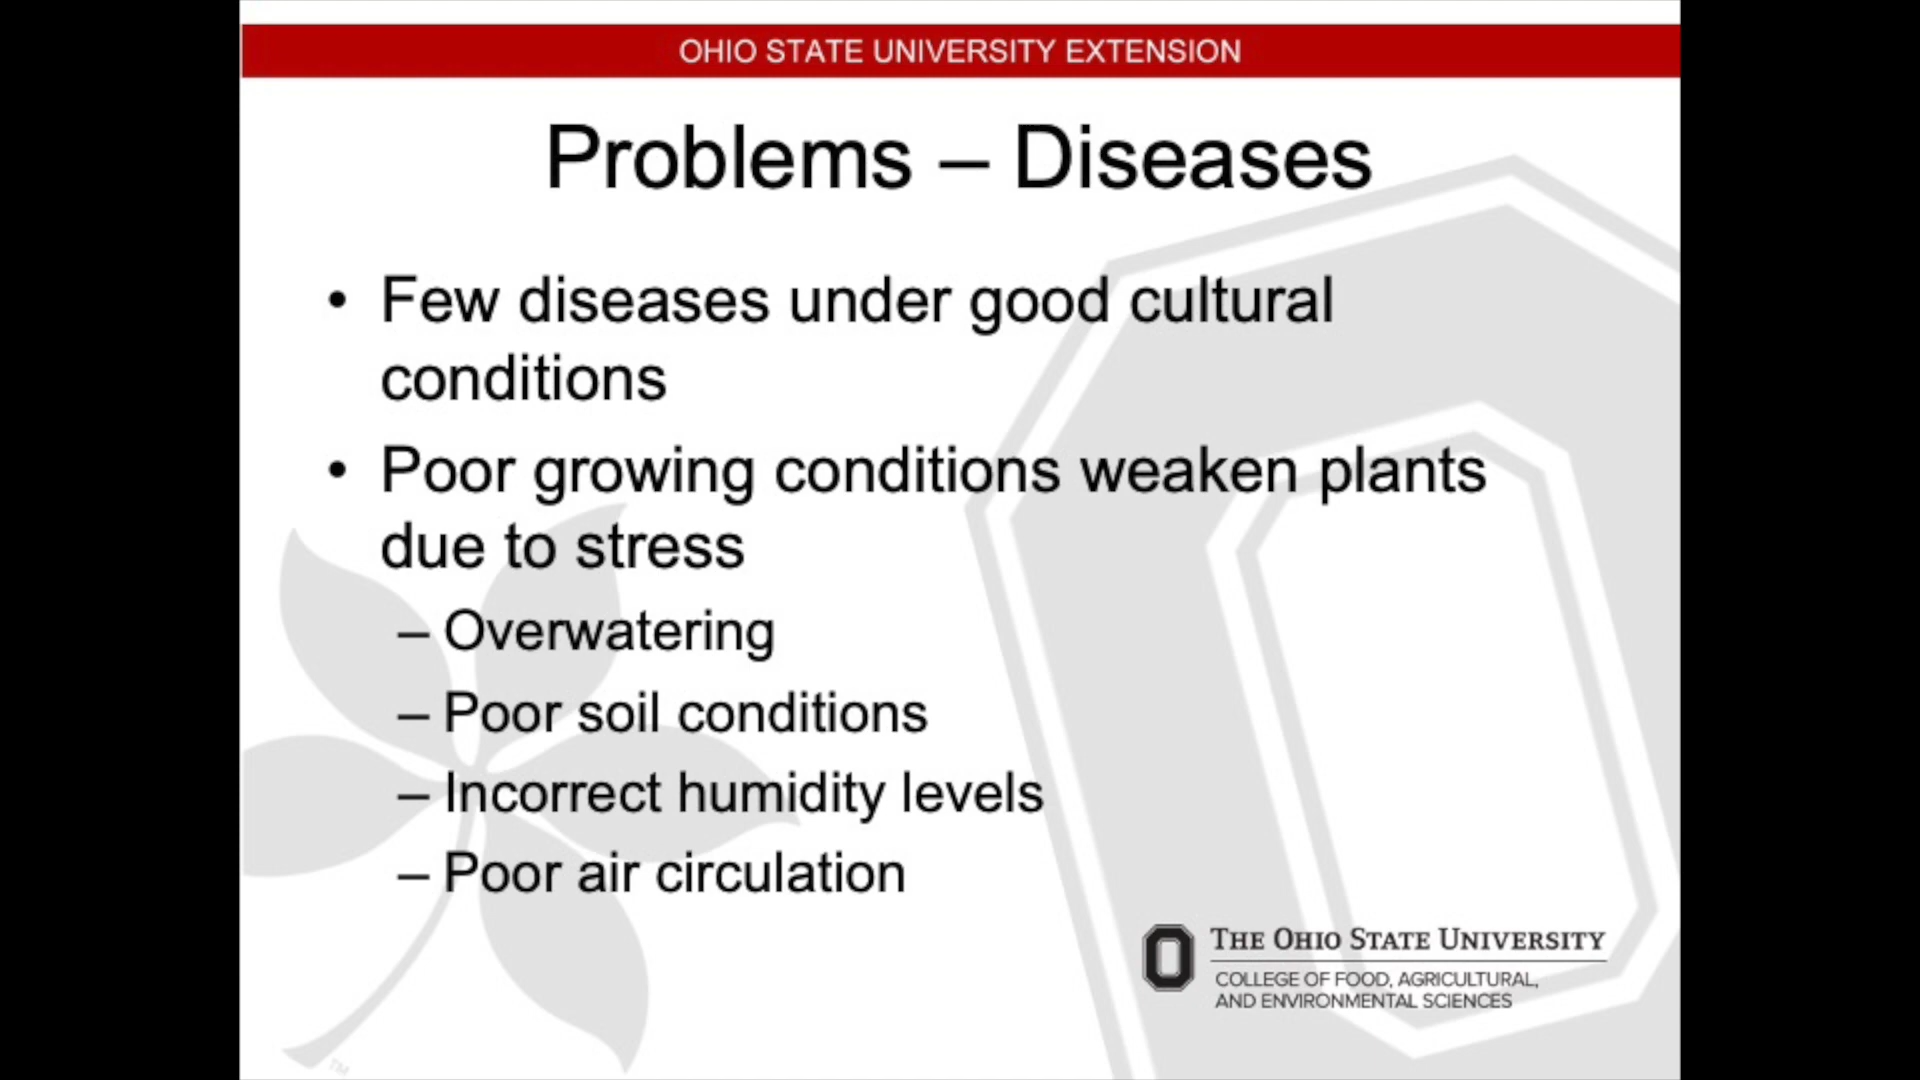 OHIO STATE UNIVERSITY EXTENSION
Problems – Diseases
• Few diseases under good cultural
conditions
• Poor growing conditions weaken plants
due to stress
– Overwatering
– Poor soil conditions
– Incorrect humidity levels
– Poor air circulation
THE OHIO STATE UNIVERSITY
COLLEGE OF FOOD, AGRICULTURAL,
AND ENVIRONMENTAL SCIENCES
TM